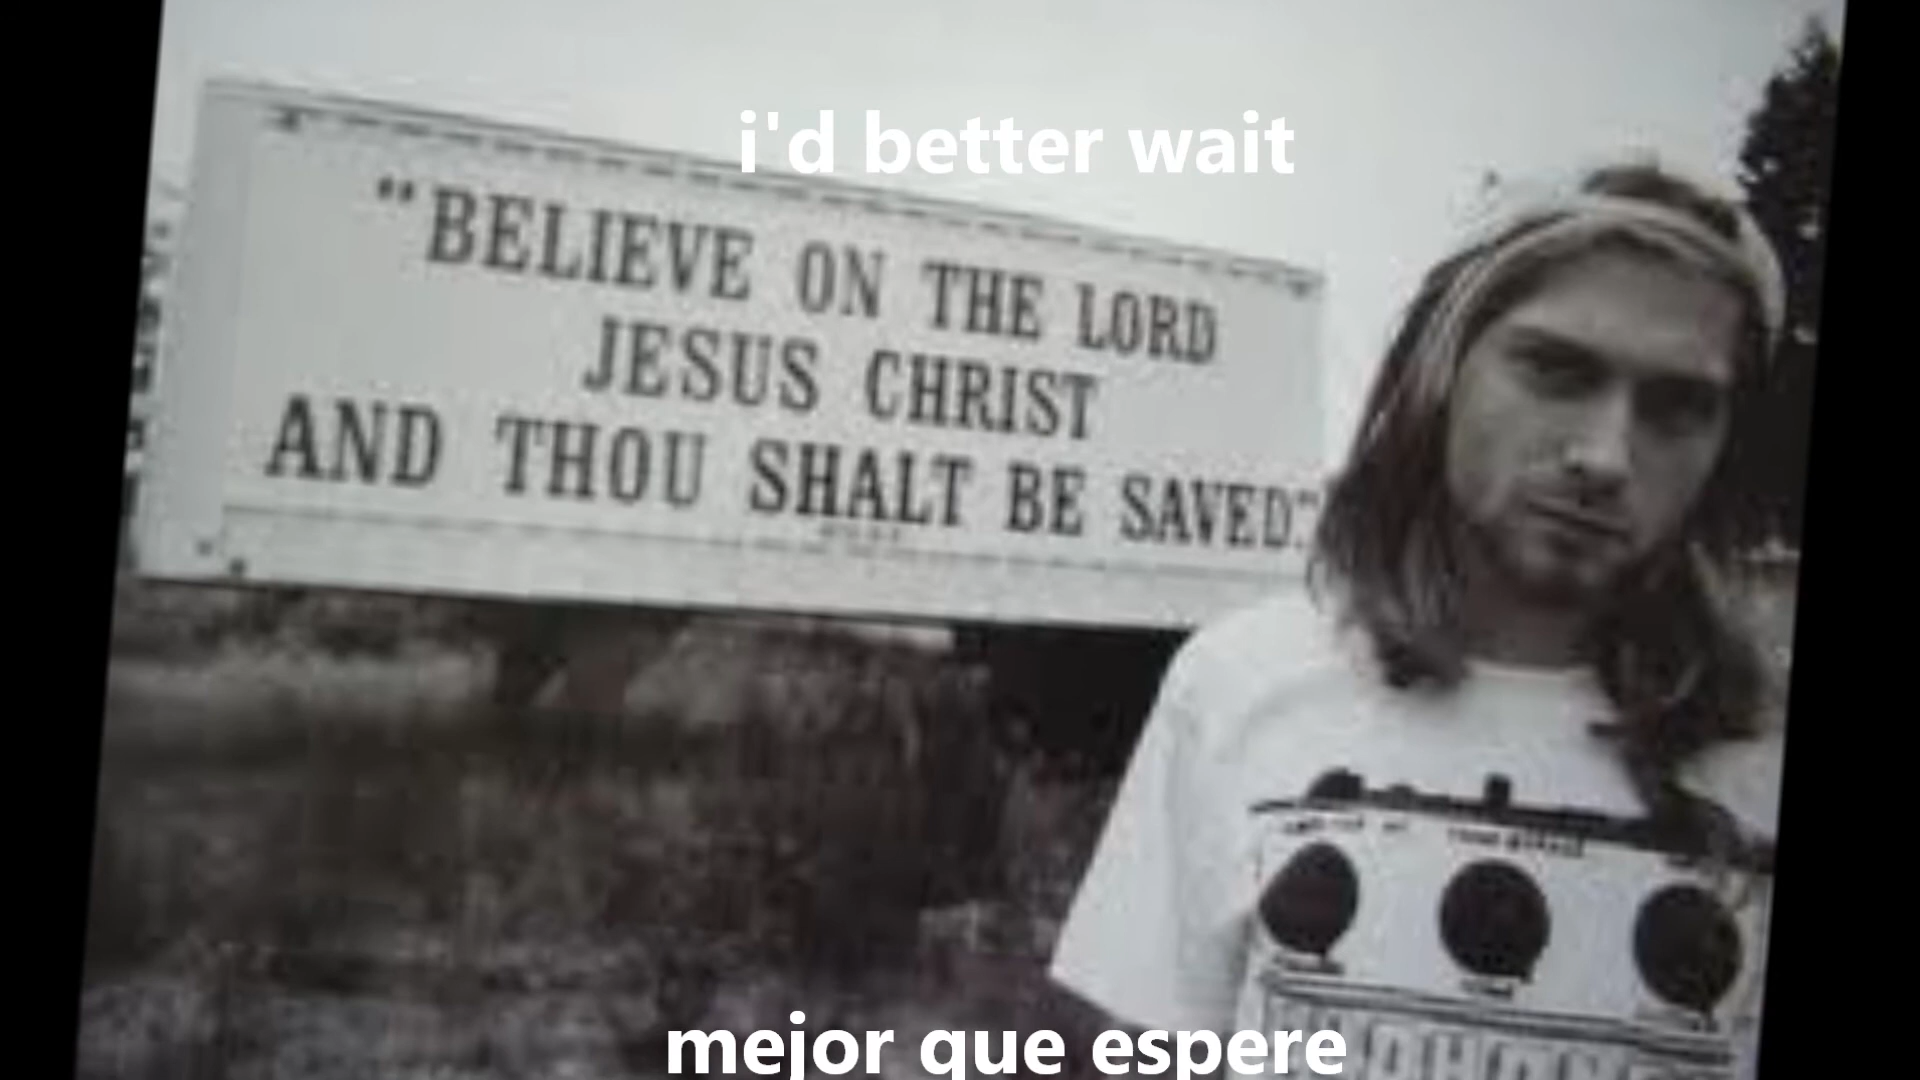 i'd better wait
"BELIEVE ON THE LORD
JESUS CHRIST
AND THOU SHALT BE SAVED."
mejor que espere